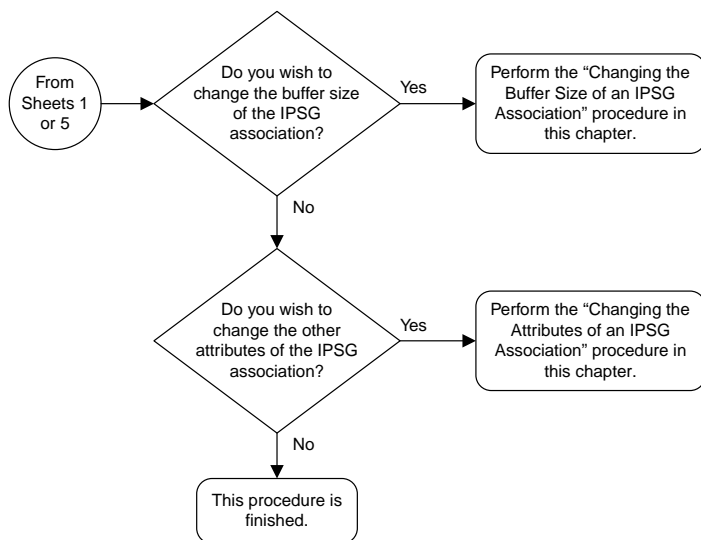 From
Sheets 1
or 5
Do you wish to
change the buffer size
of the IPSG
association?
Yes
Perform the “Changing the
Buffer Size of an IPSG
Association” procedure in
this chapter.
No
Do you wish to
change the other
attributes of the IPSG
association?
Yes
Perform the “Changing the
Attributes of an IPSG
Association” procedure in
this chapter.
No
This procedure is
finished.